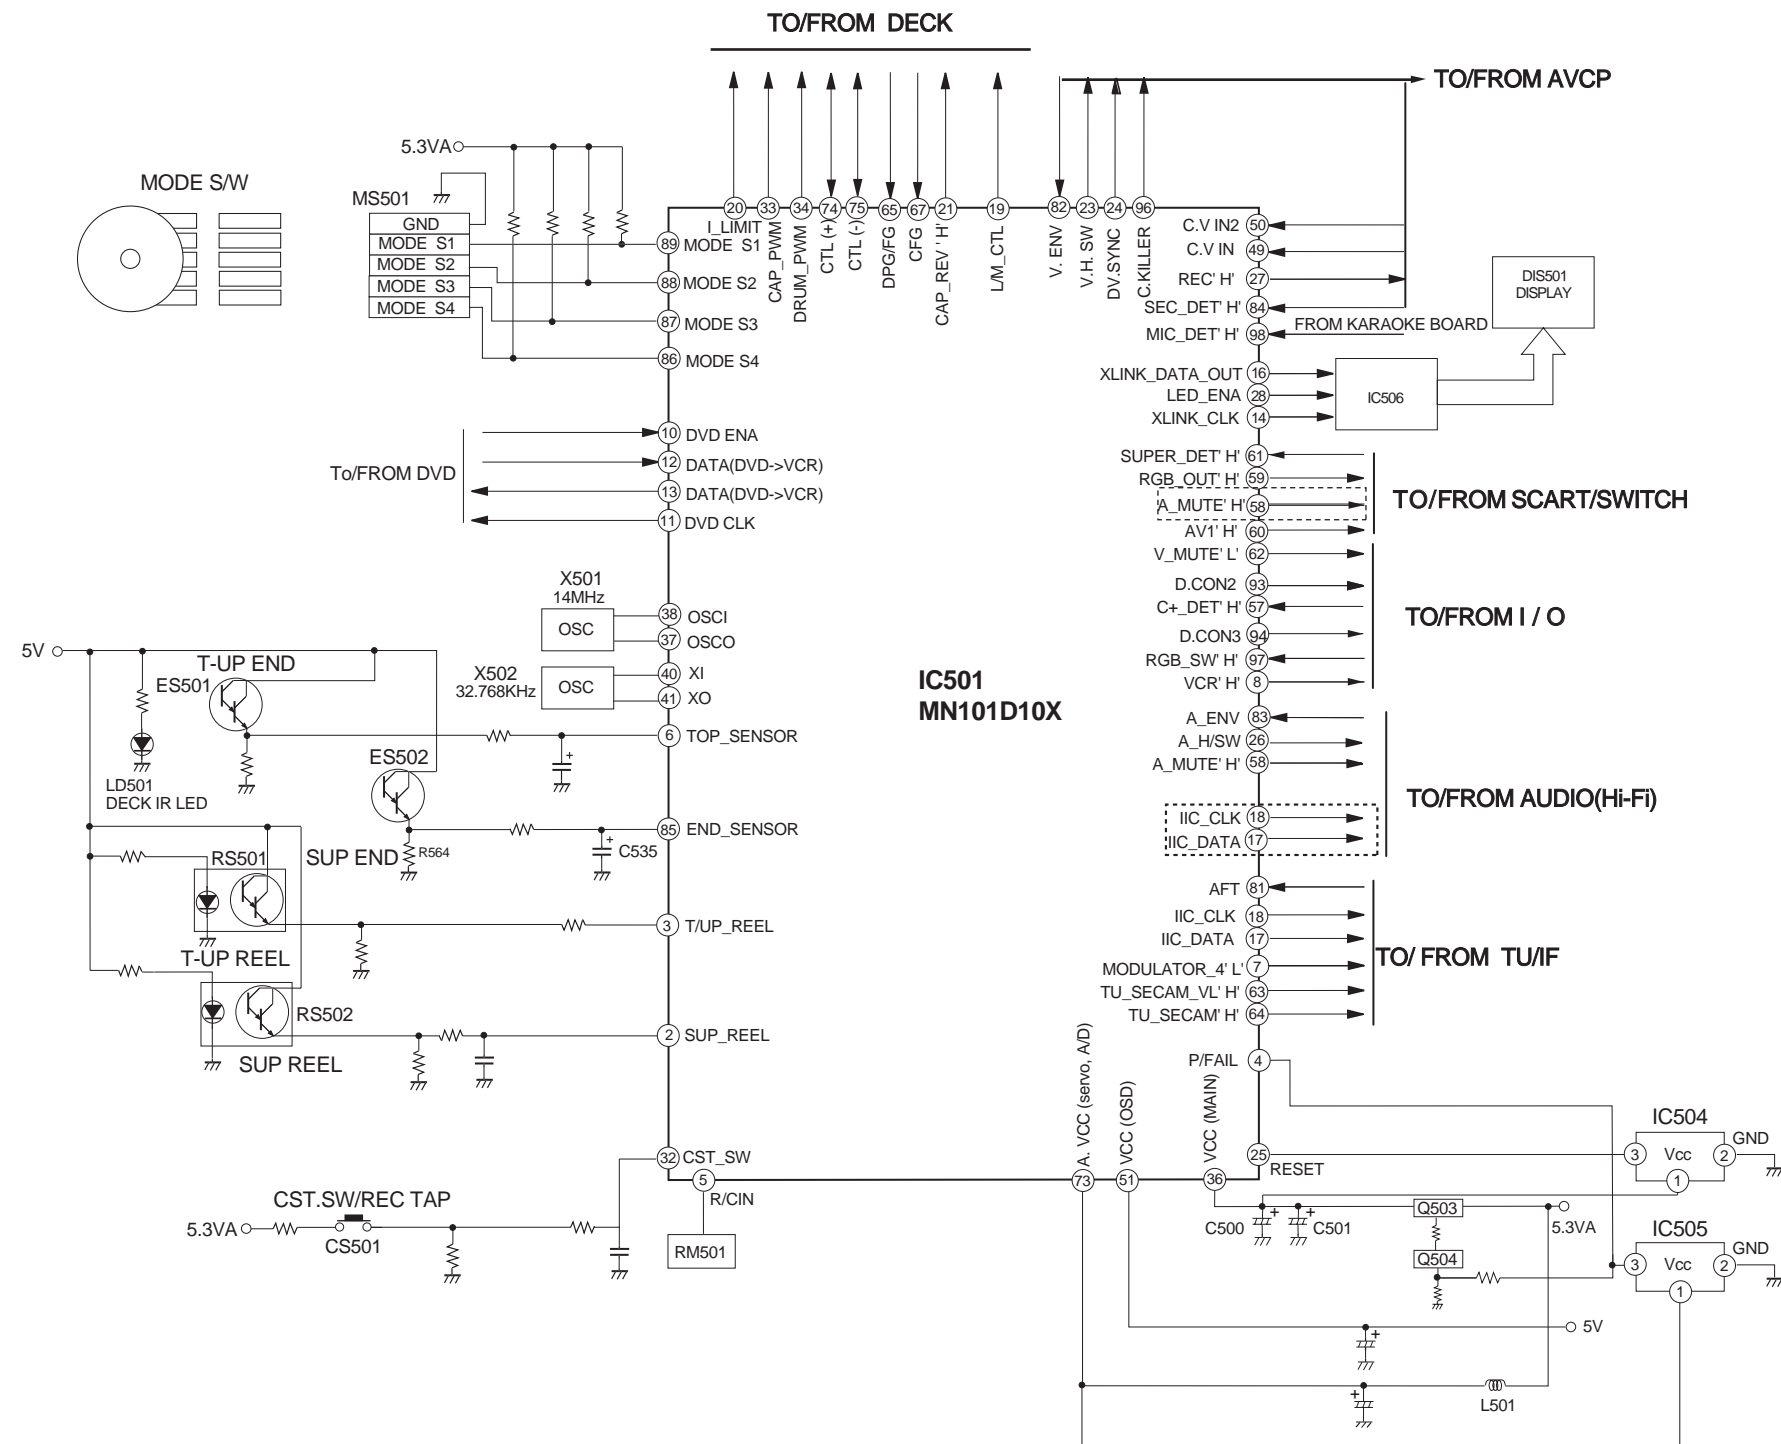 TO/FROM DECK
TO/FROM AVCP
5.3VA
MODE S/W
MS501
GND
MODE S1
MODE S2
MODE S3
MODE S4
20
33
34
74
75
65
67
21
19
82
23
24
96
I_LIMIT
CAP_PWM
DRUM_PWM
CTL (+)
CTL (-)
DPG/FG
CFG
CAP_REV ' H'
L/M_CTL
V. ENV
V.H. SW
DV.SYNC
C.KILLER
89 MODE S1
88 MODE S2
87 MODE S3
86 MODE S4
C.V IN2 50
C.V IN 49
REC' H' 27
SEC_DET' H' 84
MIC_DET' H' 98
FROM KARAOKE BOARD
DIS501
DISPLAY
XLINK_DATA_OUT 16
LED_ENA 28
XLINK_CLK 14
IC506
To/FROM DVD
10 DVD ENA
12 DATA(DVD->VCR)
13 DATA(DVD->VCR)
11 DVD CLK
SUPER_DET' H' 61
RGB_OUT' H' 59
A_MUTE' H' 58
AV1' H' 60
TO/FROM SCART/SWITCH
V_MUTE' L' 62
D.CON2 93
C+_DET' H' 57
D.CON3 94
RGB_SW' H' 97
VCR' H' 8
TO/FROM I / O
X501
14MHz
OSC
38 OSCI
37 OSCO
X502
32.768KHz
OSC
40 XI
41 XO
IC501
MN101D10X
5V
T-UP END
ES501
LD501
DECK IR LED
6 TOP_SENSOR
ES502
SUP END
R564
+
C535
+
85 END_SENSOR
A_ENV 83
A_H/SW 26
A_MUTE' H' 58
IIC_CLK 18
IIC_DATA 17
TO/FROM AUDIO(Hi-Fi)
RS501
T-UP REEL
3 T/UP_REEL
RS502
SUP REEL
2 SUP_REEL
AFT 81
IIC_CLK 18
IIC_DATA 17
MODULATOR_4' L' 7
TU_SECAM_VL' H' 63
TU_SECAM' H' 64
TO/ FROM TU/IF
P/FAIL 4
A. VCC (servo, A/D)
VCC (OSD)
VCC (MAIN)
73
51
36
25
RESET
32 CST_SW
5
R/CIN
RM501
CST.SW/REC TAP
5.3VA
CS501
IC504
3 Vcc 2
GND
1
C500
+
+
C501
Q503
5.3VA
Q504
IC505
3 Vcc 2
GND
1
5V
+
+
L501